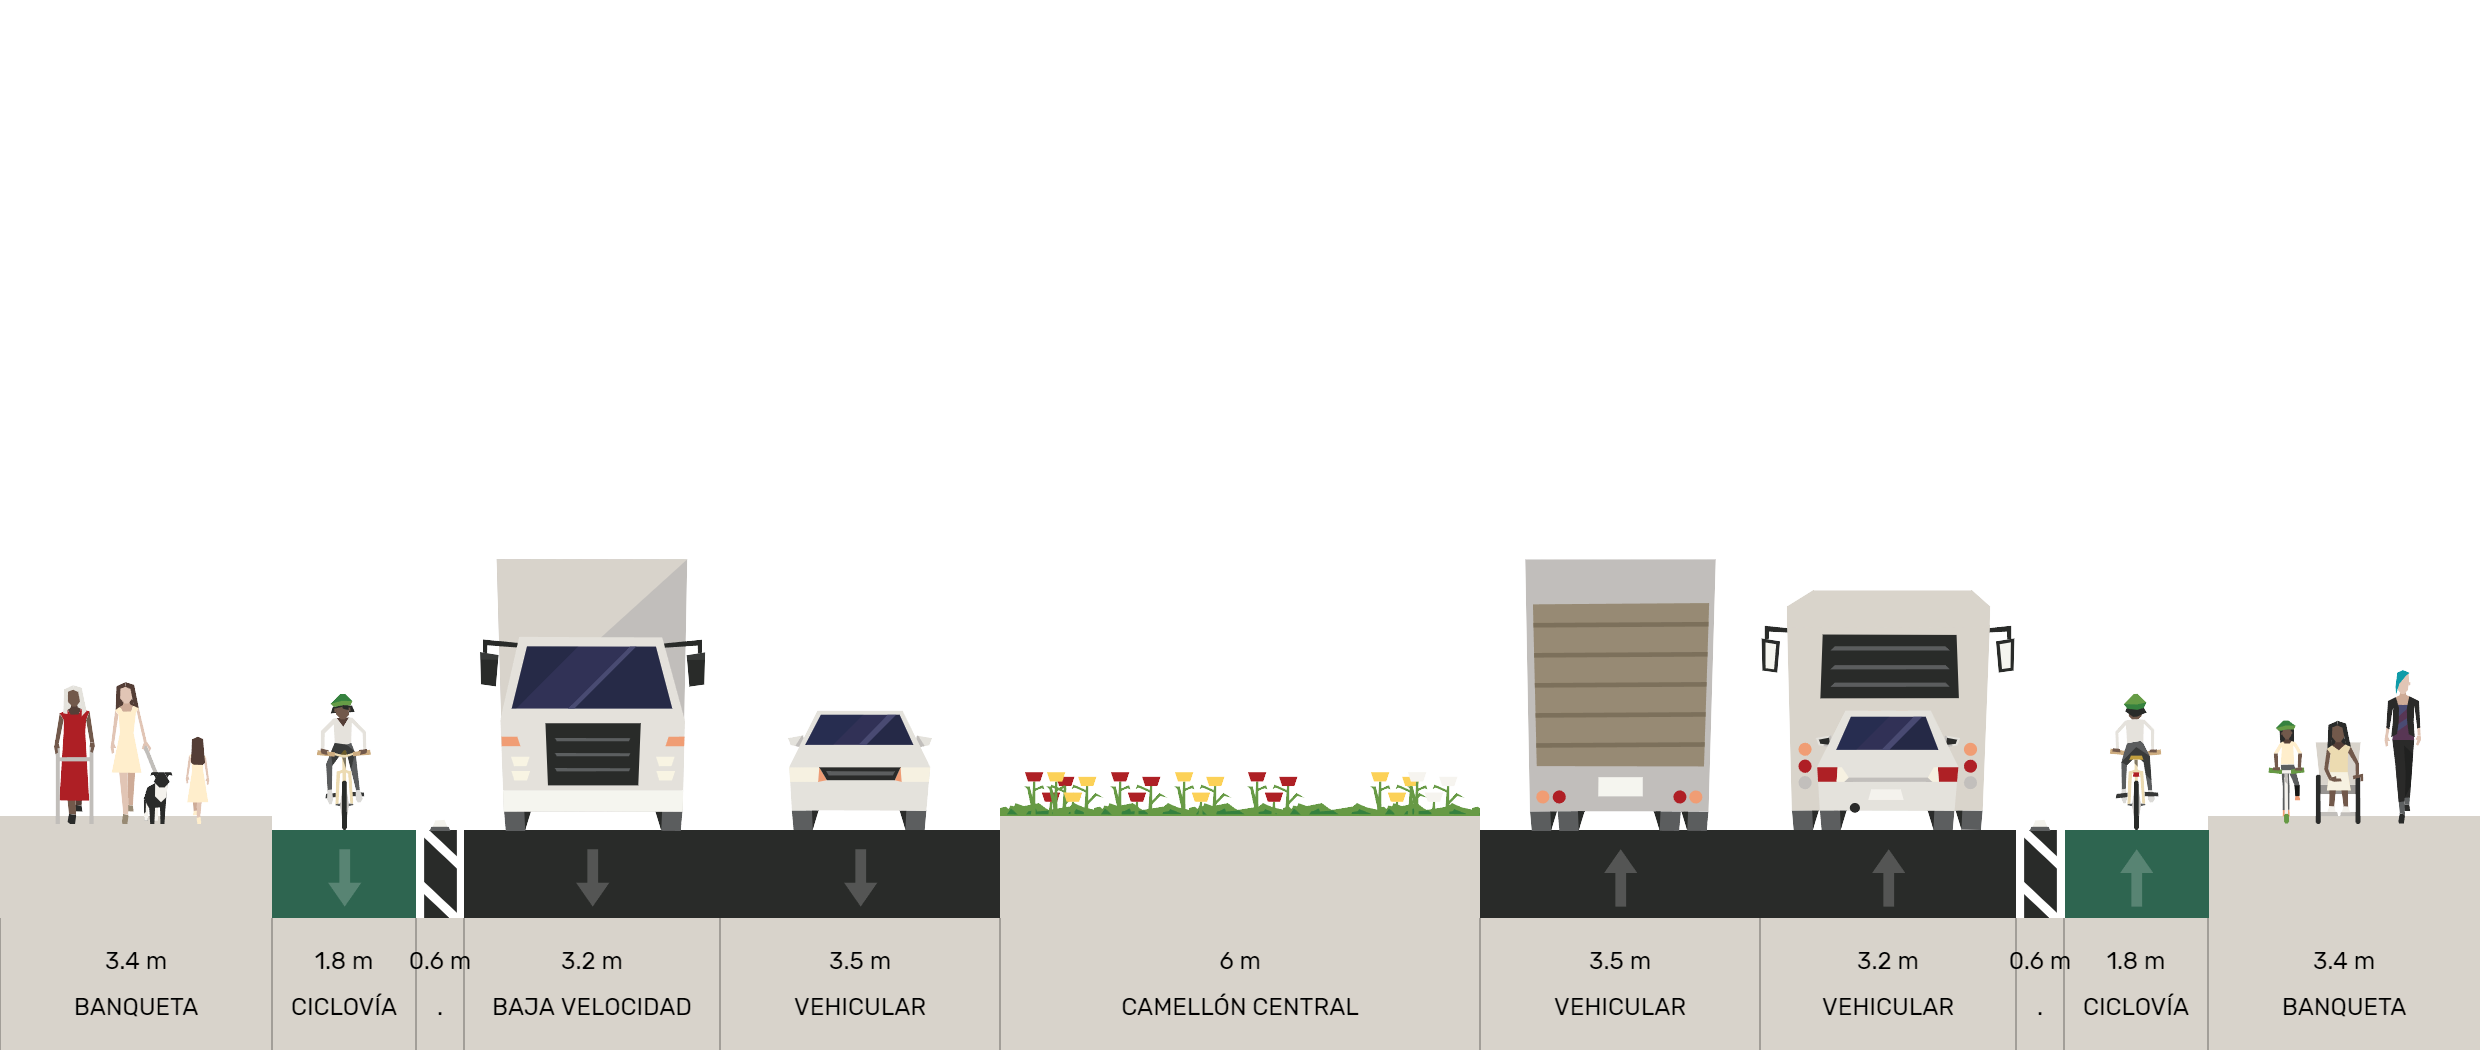 3.4 m 1.8 m 0.6 m 3.2 m 3.5 m 6 m 3.5 m 3.2 m 0.6 m 1.8 m 3.4 m
BANQUETA CICLOVÍA . BAJA VELOCIDAD VEHICULAR CAMELLÓN CENTRAL VEHICULAR VEHICULAR . CICLOVÍA BANQUETA